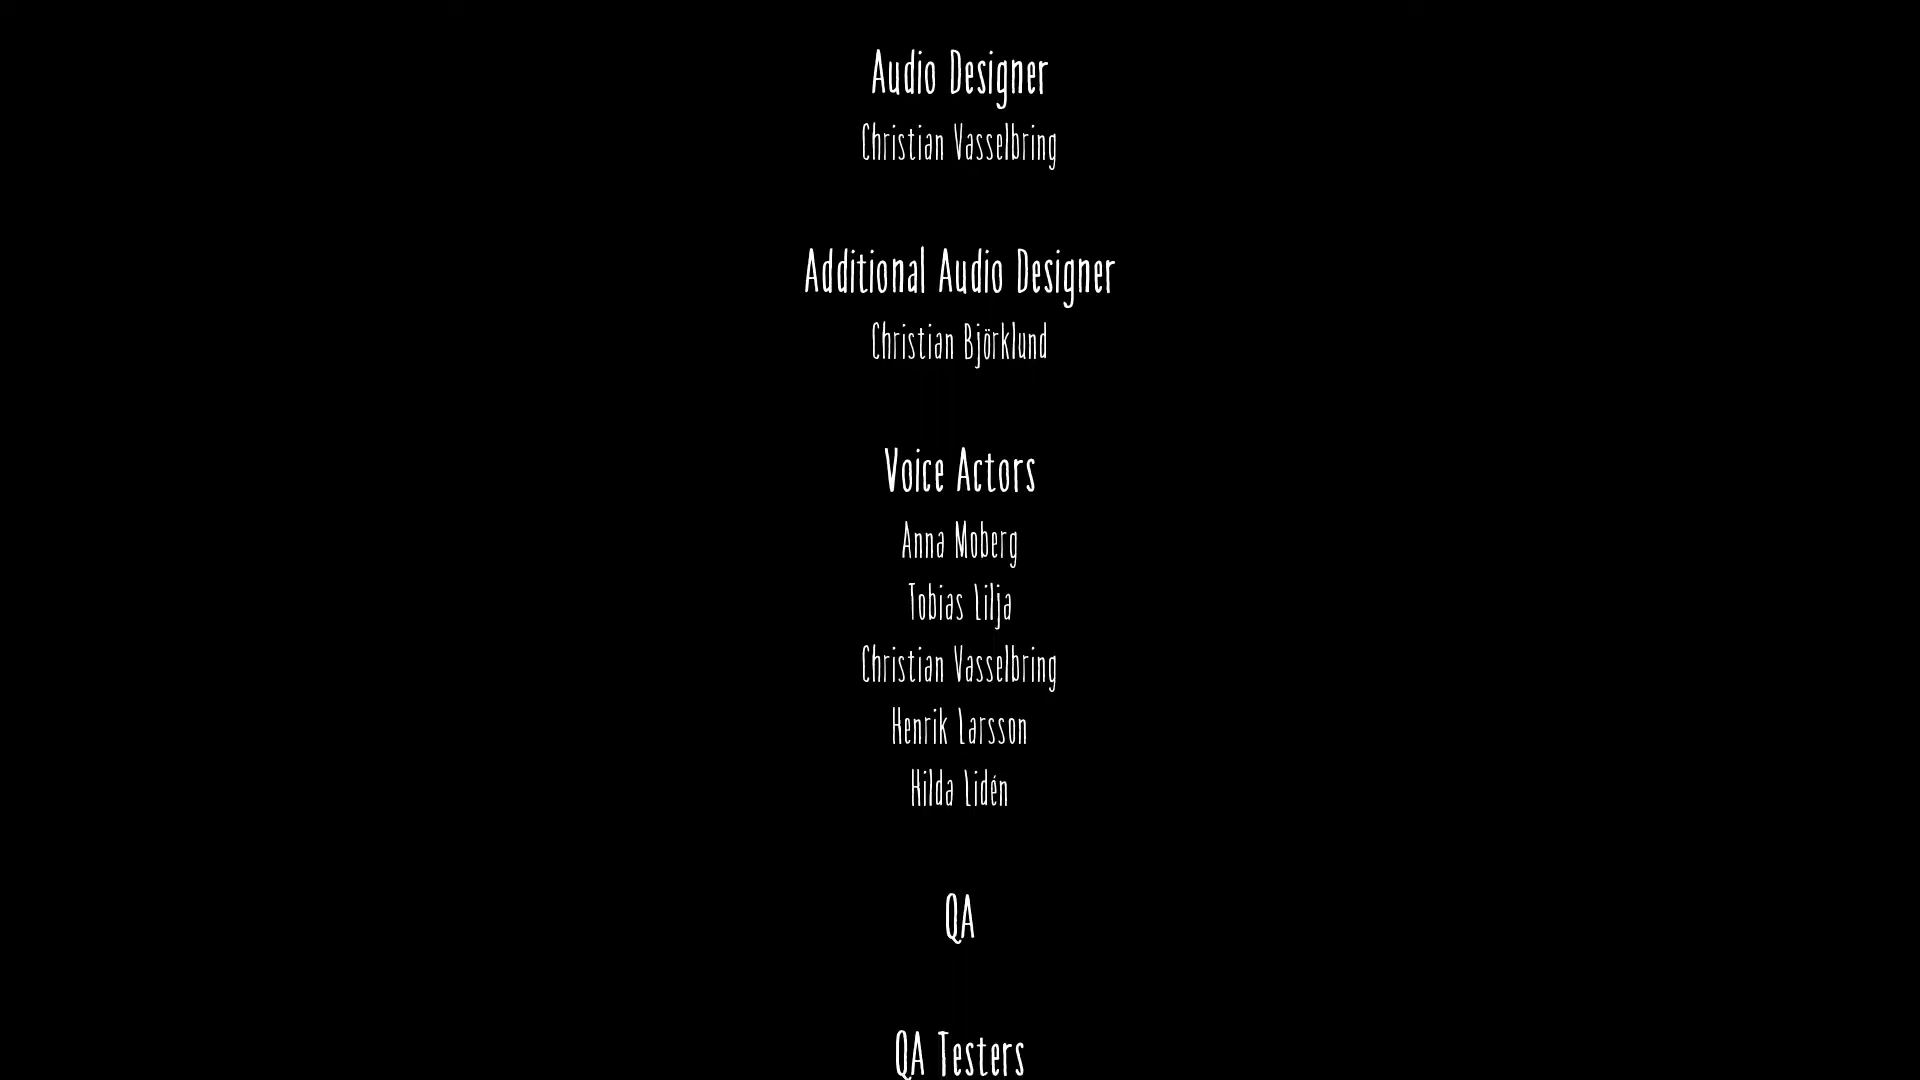 Audio Designer
Christian Vasselbring
Additional Audio Designer
Christian Björklund
Voice Actors
Anna Moberg
Tobias Lilja
Christian Vasselbring
Henrik Larsson
Hilda Lidén
QA
QA Testers